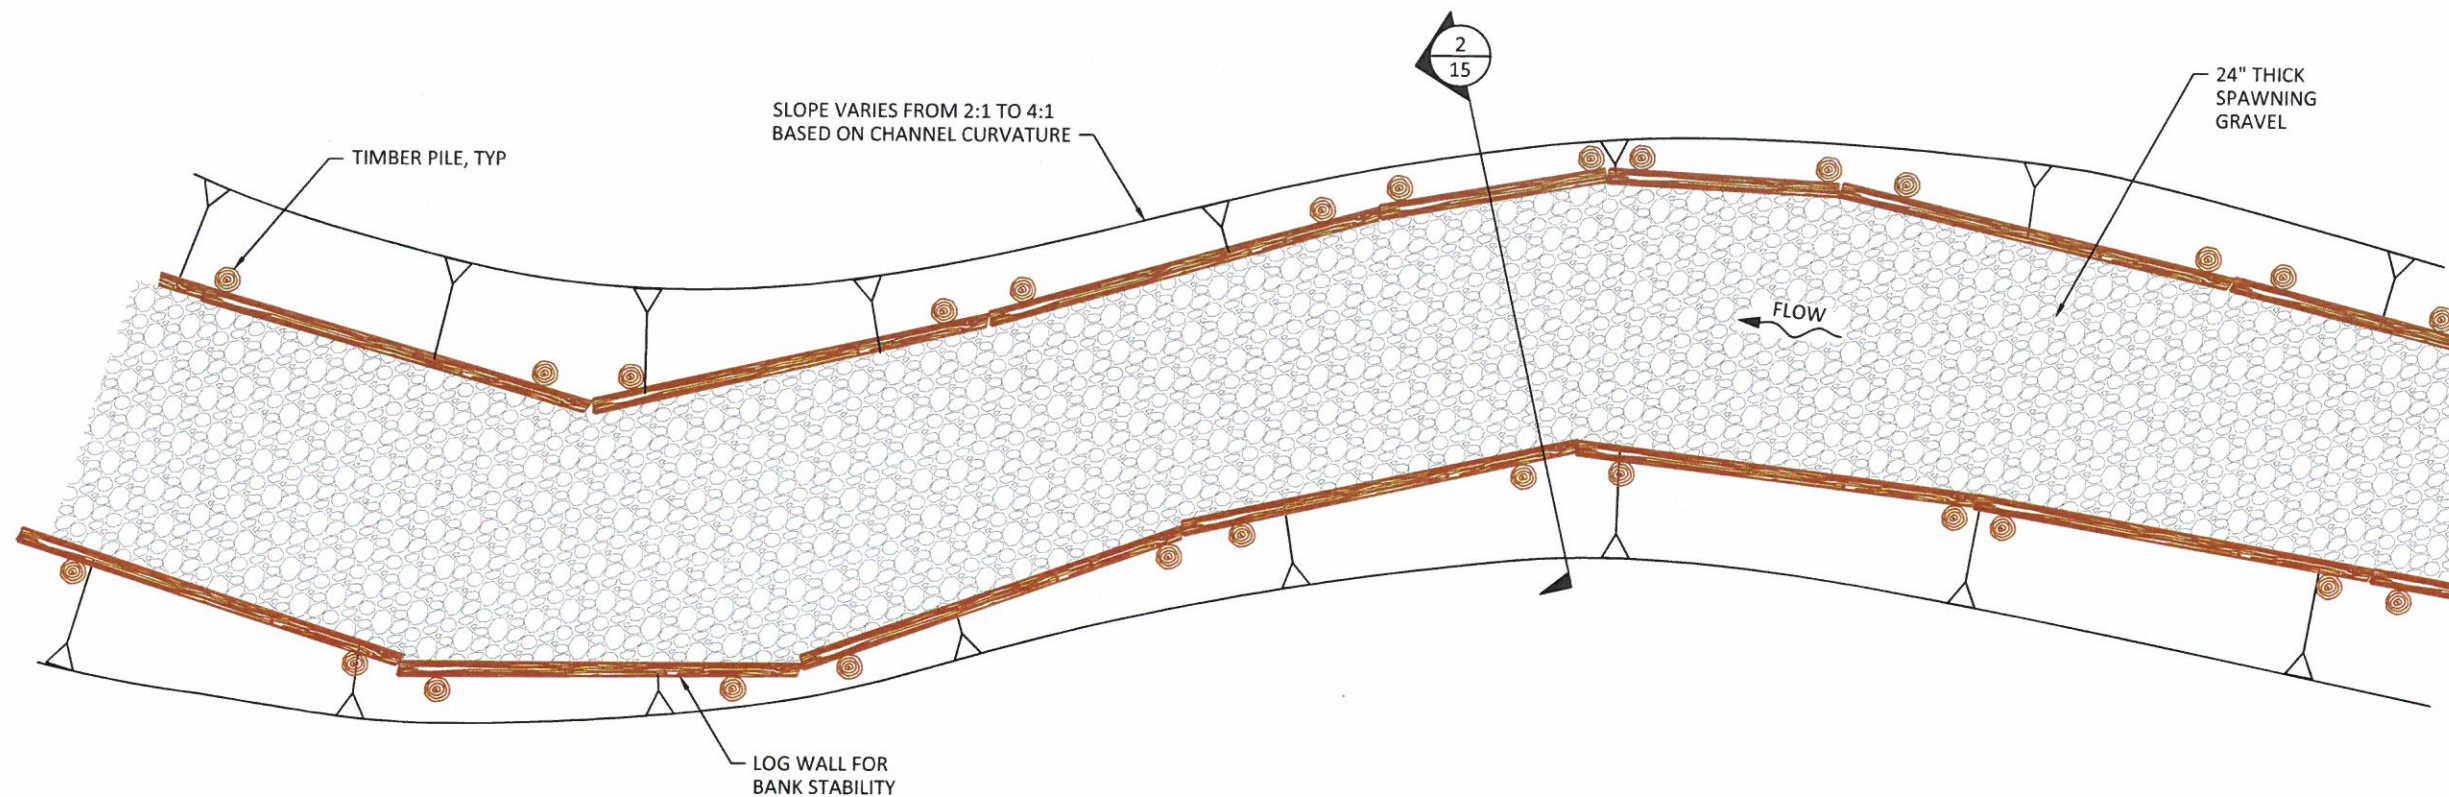 2
15
24" THICK
SPAWNING
GRAVEL
SLOPE VARIES FROM 2:1 TO 4:1
BASED ON CHANNEL CURVATURE
TIMBER PILE, TYP
FLOW
LOG WALL FOR
BANK STABILITY